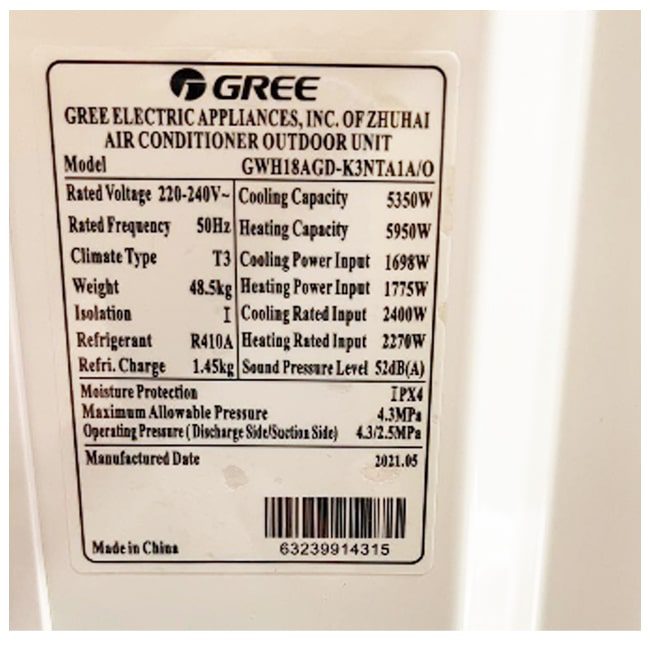 GREE
GREE ELECTRIC APPLIANCES, INC. OF ZHUHAI
AIR CONDITIONER OUTDOOR UNIT
Model GWH18AGD-K3NTA1A/O
Rated Voltage 220-240V~ Cooling Capacity 5350W
Rated Frequency 50Hz Heating Capacity 5950W
Climate Type T3 Cooling Power Input 1698W
Weight 48.5kg Heating Power Input 1775W
Isolation I Cooling Rated Input 2400W
Refrigerant R410A Heating Rated Input 2270W
Refri. Charge 1.45kg Sound Pressure Level 52dB(A)
Moisture Protection IPX4
Maximum Allowable Pressure 4.3MPa
Operating Pressure (Discharge Side/Suction Side) 4.3/2.5MPa
Manufactured Date 2021.05
Made in China 63239914315